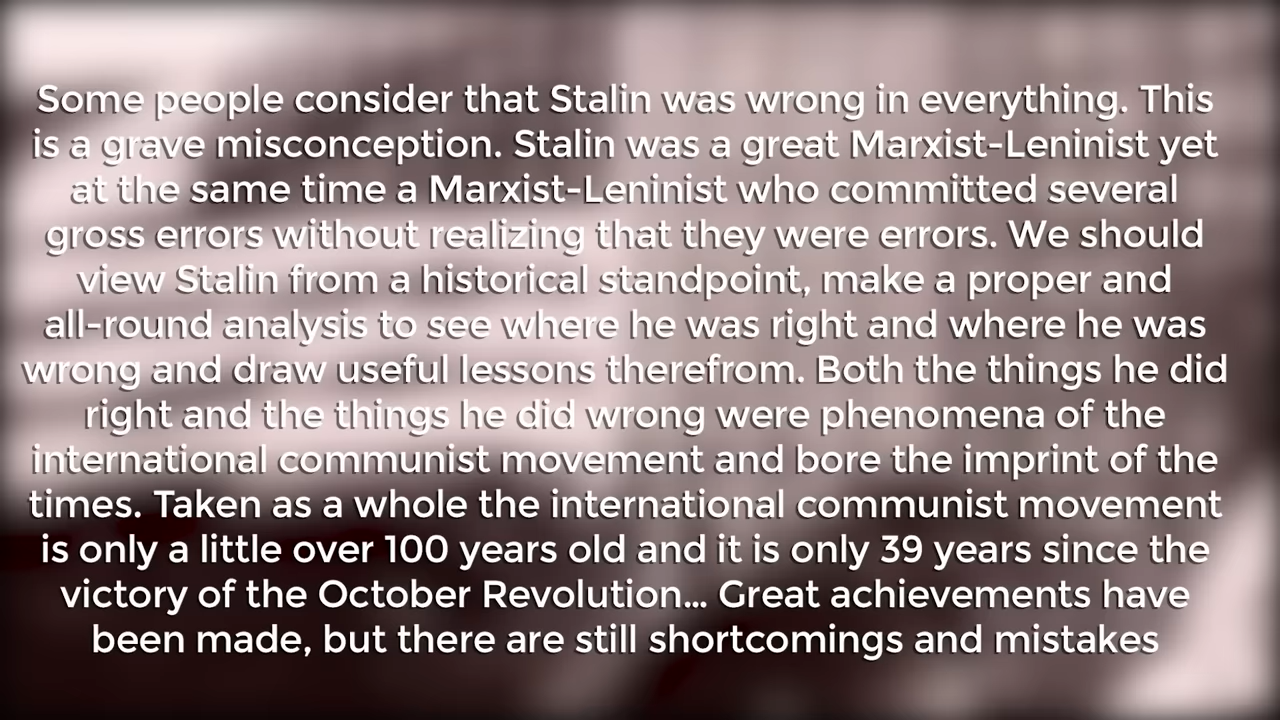 Some people consider that Stalin was wrong in everything. This
is a grave misconception. Stalin was a great Marxist-Leninist yet
at the same time a Marxist-Leninist who committed several
gross errors without realizing that they were errors. We should
view Stalin from a historical standpoint, make a proper and
all-round analysis to see where he was right and where he was
wrong and draw useful lessons therefrom. Both the things he did
right and the things he did wrong were phenomena of the
international communist movement and bore the imprint of the
times. Taken as a whole the international communist movement
is only a little over 100 years old and it is only 39 years since the
victory of the October Revolution... Great achievements have
been made, but there are still shortcomings and mistakes